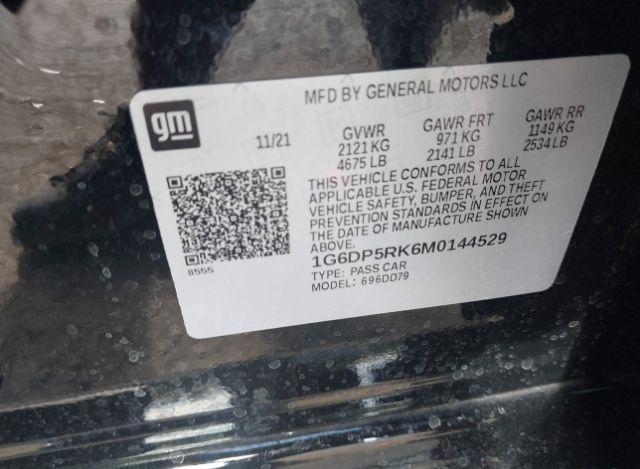 MFD BY GENERAL MOTORS LLC
gm
11/21
GVWR
2121 KG
4675 LB
GAWR FRT
971 KG
2141 LB
GAWR RR
1149 KG
2534 LB
THIS VEHICLE CONFORMS TO ALL
APPLICABLE U.S. FEDERAL MOTOR
VEHICLE SAFETY, BUMPER, AND THEFT
PREVENTION STANDARDS IN EFFECT ON
THE DATE OF MANUFACTURE SHOWN
ABOVE.
1G6DP5RK6M0144529
TYPE: PASS CAR
MODEL: 696DD79
8555